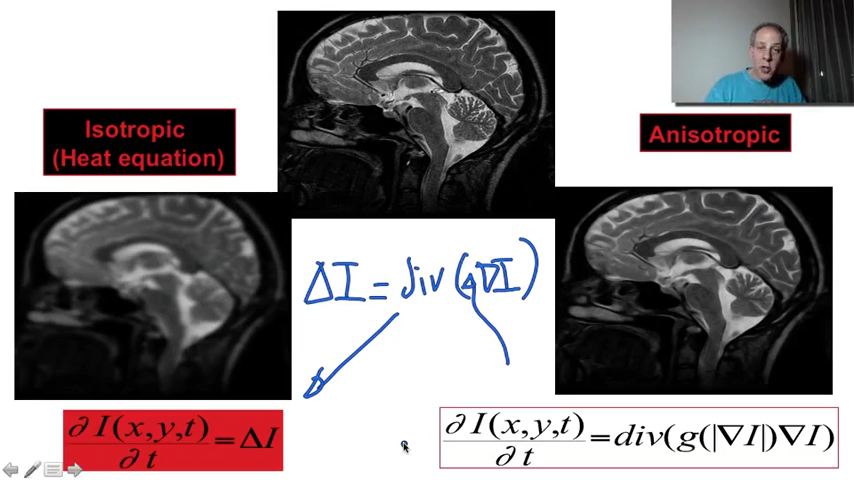 Isotropic
(Heat equation)
Anisotropic
ΔI = div(∇I)
∂I(x,y,t)/∂t = ΔI
∂I(x,y,t)/∂t = div(g(|∇I|)∇I)